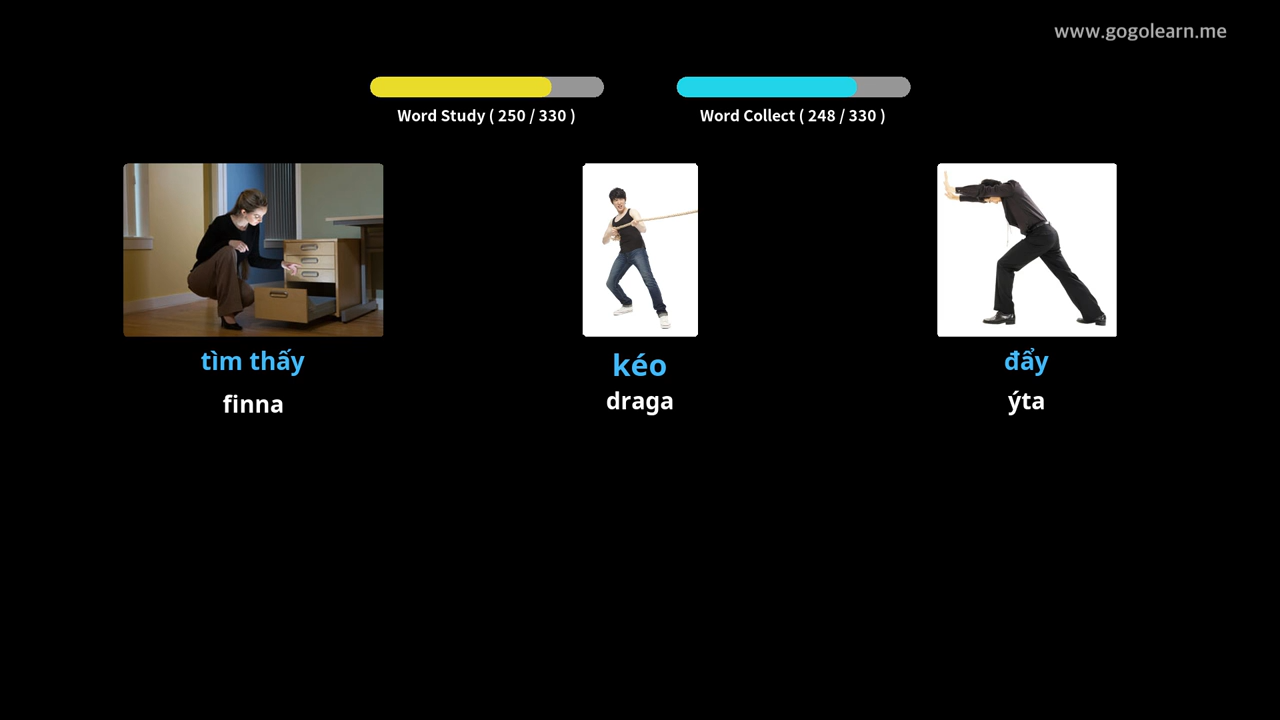 www.gogolearn.me
Word Study ( 250 / 330 )
Word Collect ( 248 / 330 )
tìm thấy
finna
kéo
draga
đẩy
ýta